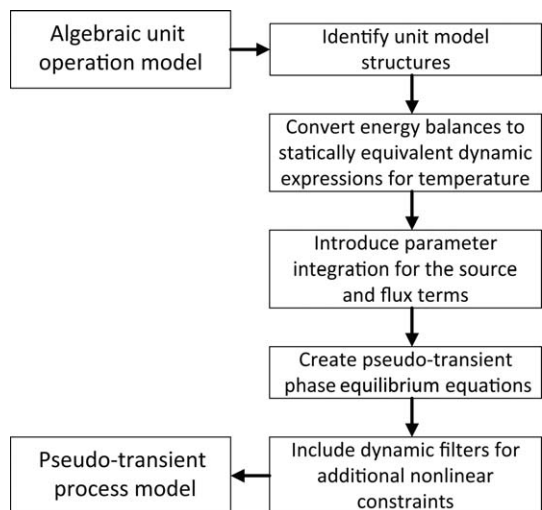 Algebraic unit
operation model
Identify unit model
structures
Convert energy balances to
statically equivalent dynamic
expressions for temperature
Introduce parameter
integration for the source
and flux terms
Create pseudo-transient
phase equilibrium equations
Include dynamic filters for
additional nonlinear
constraints
Pseudo-transient
process model